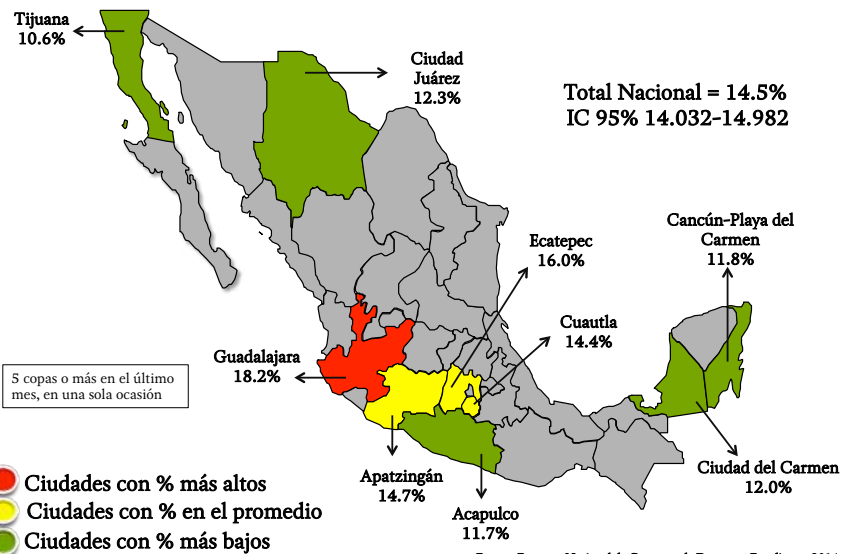 Tijuana
10.6%
Ciudad
Juárez
12.3%
Total Nacional = 14.5%
IC 95% 14.032-14.982
Cancún-Playa del
Carmen
11.8%
Ecatepec
16.0%
Cuautla
14.4%
Guadalajara
18.2%
5 copas o más en el último
mes, en una sola ocasión
Apatzingán
14.7%
Acapulco
11.7%
Ciudad del Carmen
12.0%
Ciudades con % más altos
Ciudades con % en el promedio
Ciudades con % más bajos